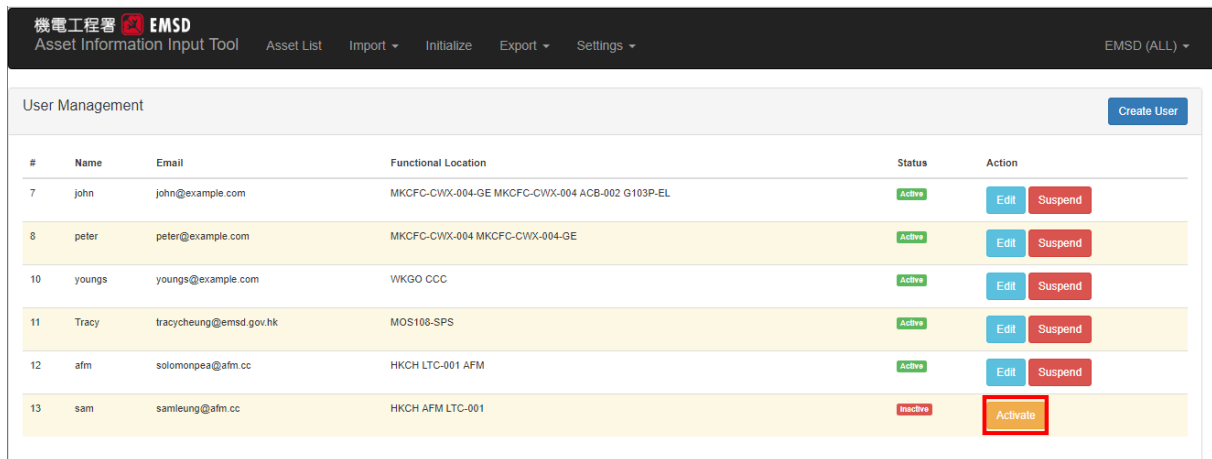 機電工程署 EMSD
Asset Information Input Tool Asset List Import Initialize Export Settings EMSD (ALL)
User Management Create User
# Name Email Functional Location Status Action
7 john john@example.com MKCFC-CWX-004-GE MKCFC-CWX-004 ACB-002 G103P-EL Active Edit Suspend
8 peter peter@example.com MKCFC-CWX-004 MKCFC-CWX-004-GE Active Edit Suspend
10 youngs youngs@example.com WKGO CCC Active Edit Suspend
11 Tracy tracycheung@emsd.gov.hk MOS108-SPS Active Edit Suspend
12 afm solomonpea@afm.cc HKCH LTC-001 AFM Active Edit Suspend
13 sam samleung@afm.cc HKCH AFM LTC-001 Inactive Activate